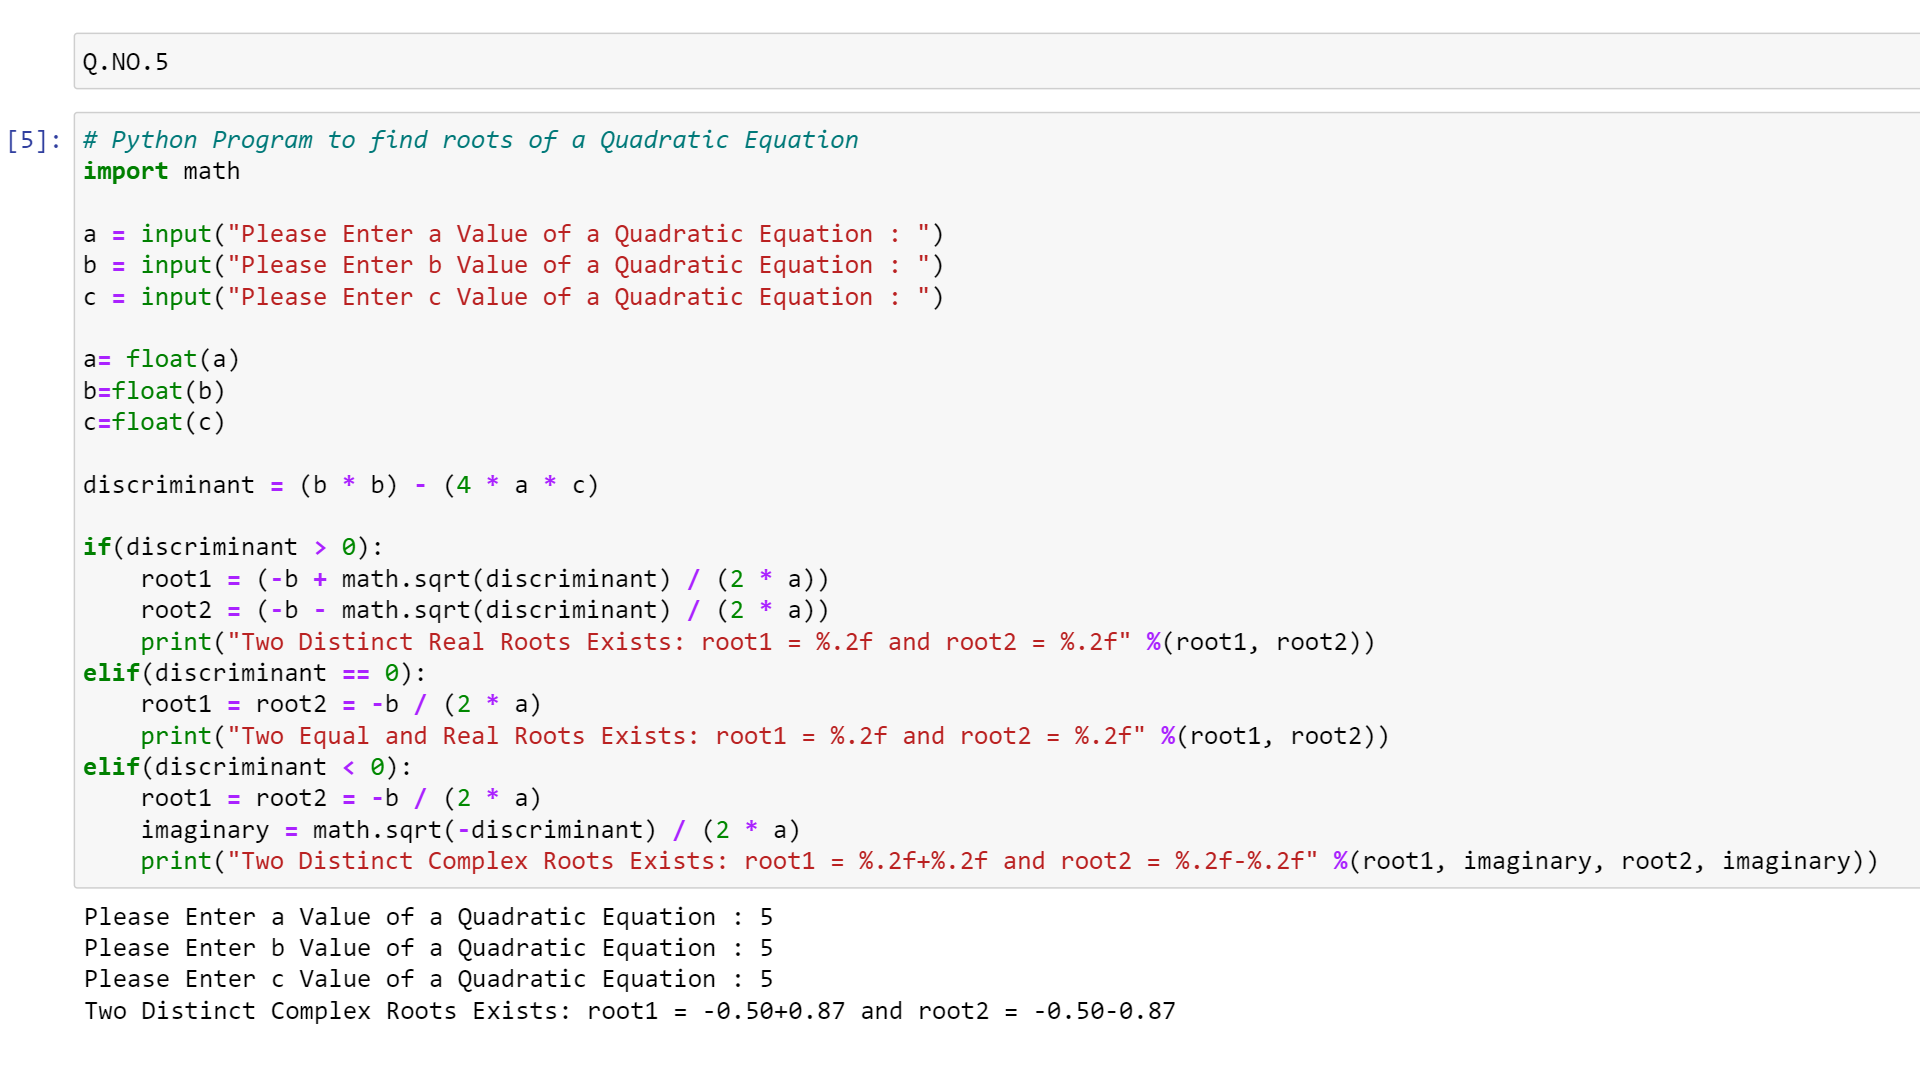 Q.NO.5
[5]: # Python Program to find roots of a Quadratic Equation
import math
a = input("Please Enter a Value of a Quadratic Equation : ")
b = input("Please Enter b Value of a Quadratic Equation : ")
c = input("Please Enter c Value of a Quadratic Equation : ")
a= float(a)
b=float(b)
c=float(c)
discriminant = (b * b) - (4 * a * c)
if(discriminant > 0):
    root1 = (-b + math.sqrt(discriminant) / (2 * a))
    root2 = (-b - math.sqrt(discriminant) / (2 * a))
    print("Two Distinct Real Roots Exists: root1 = %.2f and root2 = %.2f" %(root1, root2))
elif(discriminant == 0):
    root1 = root2 = -b / (2 * a)
    print("Two Equal and Real Roots Exists: root1 = %.2f and root2 = %.2f" %(root1, root2))
elif(discriminant < 0):
    root1 = root2 = -b / (2 * a)
    imaginary = math.sqrt(-discriminant) / (2 * a)
    print("Two Distinct Complex Roots Exists: root1 = %.2f+%.2f and root2 = %.2f-%.2f" %(root1, imaginary, root2, imaginary))
Please Enter a Value of a Quadratic Equation : 5
Please Enter b Value of a Quadratic Equation : 5
Please Enter c Value of a Quadratic Equation : 5
Two Distinct Complex Roots Exists: root1 = -0.50+0.87 and root2 = -0.50-0.87